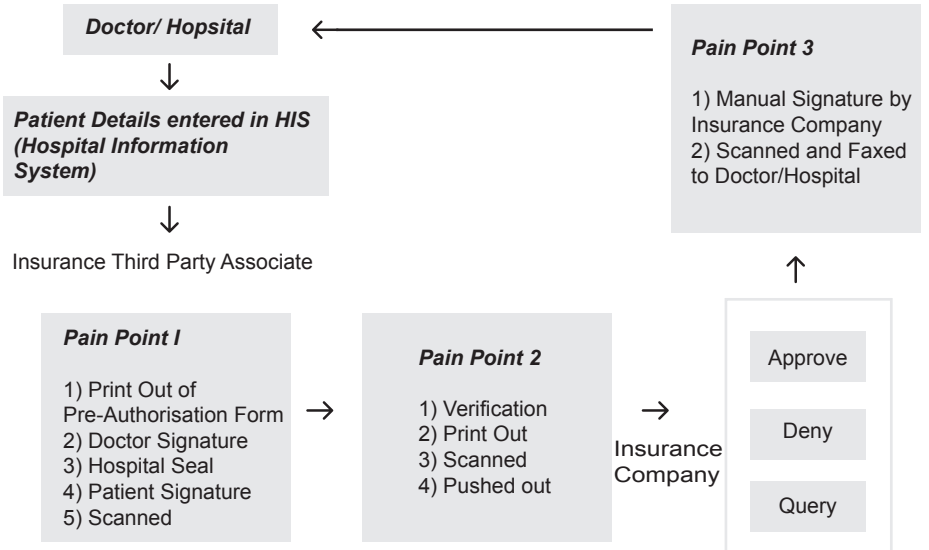 Doctor/ Hopsital
Patient Details entered in HIS
(Hospital Information
System)
Insurance Third Party Associate
Pain Point I
1) Print Out of
Pre-Authorisation Form
2) Doctor Signature
3) Hospital Seal
4) Patient Signature
5) Scanned
Pain Point 2
1) Verification
2) Print Out
3) Scanned
4) Pushed out
Insurance
Company
Approve
Deny
Query
Pain Point 3
1) Manual Signature by
Insurance Company
2) Scanned and Faxed
to Doctor/Hospital